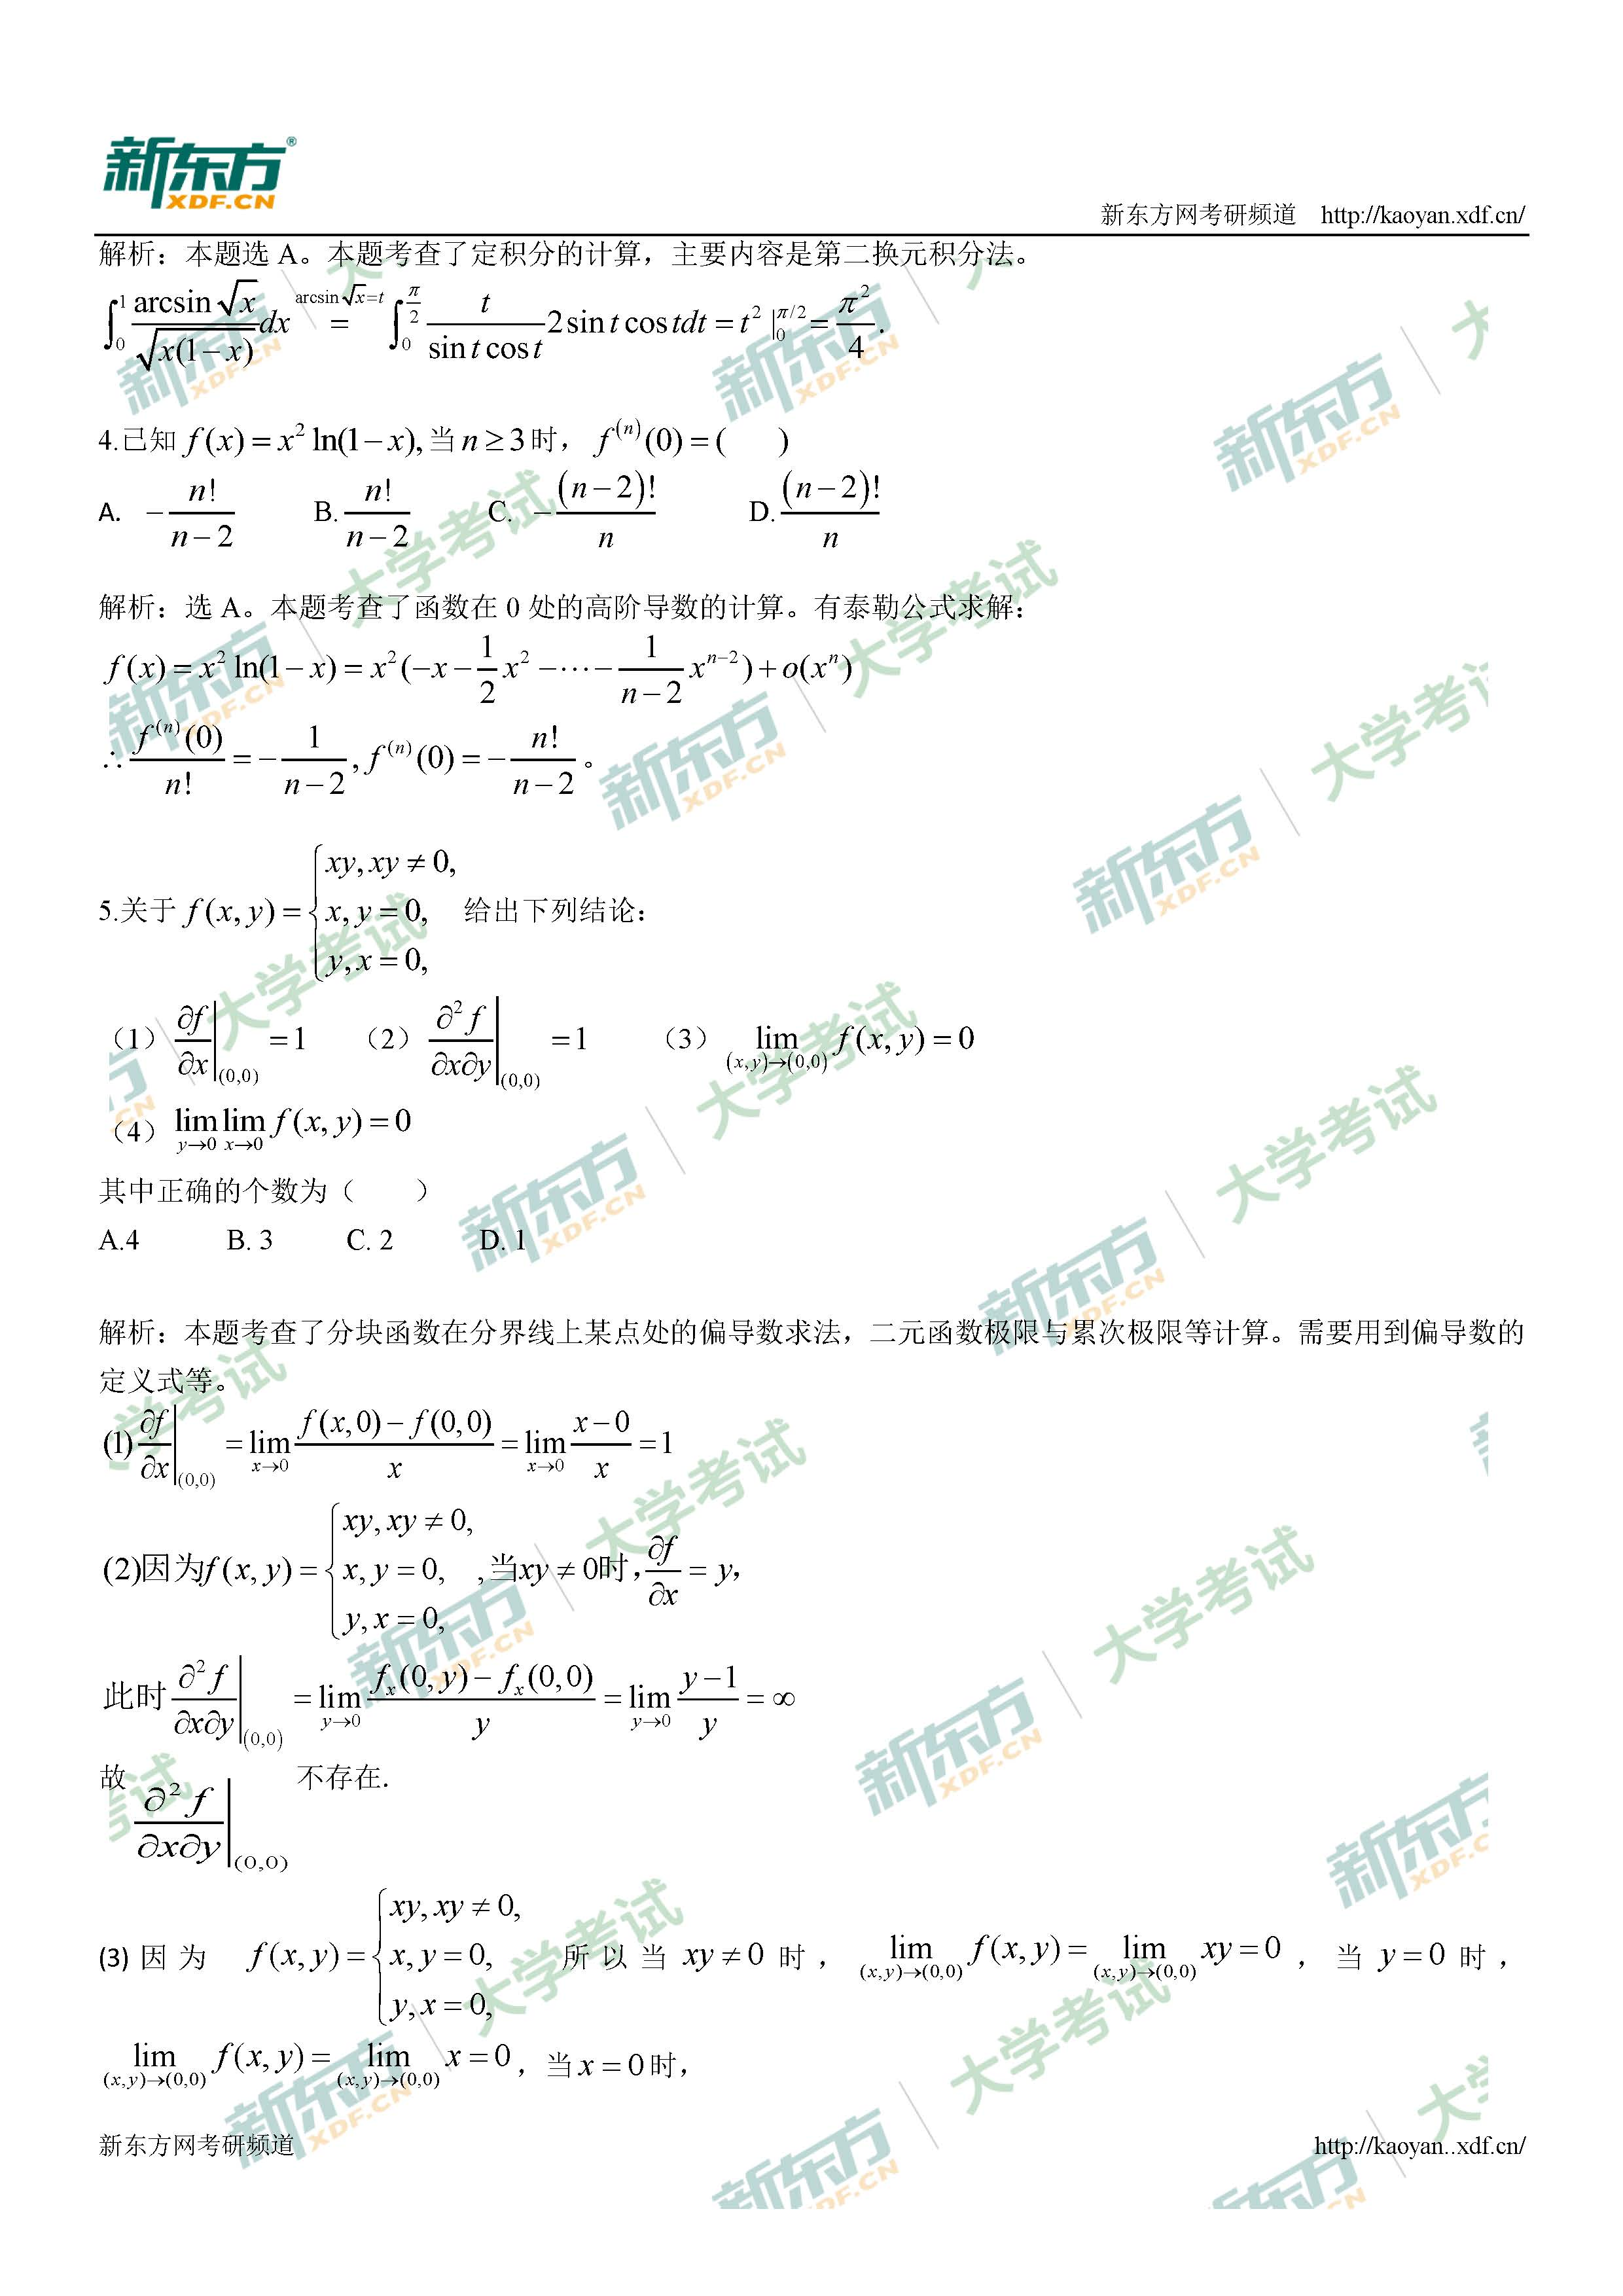 新东方® XDF.CN
新东方网考研频道 http://kaoyan.xdf.cn/
解析：本题选 A。本题考查了定积分的计算，主要内容是第二换元积分法。
$\int_0^1 \frac{\arcsin\sqrt{x}}{\sqrt{x(1-x)}}dx \overset{\arcsin\sqrt{x}=t}{=} \int_0^{\frac{\pi}{2}} \frac{t}{\sin t\cos t}2\sin t\cos tdt = t^2|_0^{\pi/2} = \frac{\pi^2}{4}.$
4.已知 $f(x)=x^2\ln(1-x),$ 当 $n\geq 3$ 时， $f^{(n)}(0)=(\quad)$
A. $-\frac{n!}{n-2}$ B. $\frac{n!}{n-2}$ C. $-\frac{(n-2)!}{n}$ D. $\frac{(n-2)!}{n}$
解析：选 A。本题考查了函数在 0 处的高阶导数的计算。有泰勒公式求解：
$f(x)=x^2\ln(1-x)=x^2(-x-\frac{1}{2}x^2-\cdots-\frac{1}{n-2}x^{n-2})+o(x^n)$
$\therefore \frac{f^{(n)}(0)}{n!}=-\frac{1}{n-2}, f^{(n)}(0)=-\frac{n!}{n-2}$。
5.关于 $f(x,y)=\begin{cases}xy,xy\neq 0,\\x,y=0,\\y,x=0,\end{cases}$ 给出下列结论：
（1）$\left.\frac{\partial f}{\partial x}\right|_{(0,0)}=1$ （2）$\left.\frac{\partial^2 f}{\partial x\partial y}\right|_{(0,0)}=1$ （3）$\lim_{(x,y)\to(0,0)}f(x,y)=0$
（4）$\lim_{y\to 0}\lim_{x\to 0}f(x,y)=0$
其中正确的个数为（ ）
A.4 B. 3 C. 2 D. 1
解析：本题考查了分块函数在分界线上某点处的偏导数求法，二元函数极限与累次极限等计算。需要用到偏导数的
定义式等。
$(1)\left.\frac{\partial f}{\partial x}\right|_{(0,0)}=\lim_{x\to 0}\frac{f(x,0)-f(0,0)}{x}=\lim_{x\to 0}\frac{x-0}{x}=1$
(2)因为$f(x,y)=\begin{cases}xy,xy\neq 0,\\x,y=0,\\y,x=0,\end{cases}$,当$xy\neq 0$时，$\frac{\partial f}{\partial x}=y$，
此时$\left.\frac{\partial^2 f}{\partial x\partial y}\right|_{(0,0)}=\lim_{y\to 0}\frac{f_x(0,y)-f_x(0,0)}{y}=\lim_{y\to 0}\frac{y-1}{y}=\infty$
故 $\left.\frac{\partial^2 f}{\partial x\partial y}\right|_{(0,0)}$ 不存在.
(3) 因为 $f(x,y)=\begin{cases}xy,xy\neq 0,\\x,y=0,\\y,x=0,\end{cases}$ 所以当 $xy\neq 0$ 时，$\lim_{(x,y)\to(0,0)}f(x,y)=\lim_{(x,y)\to(0,0)}xy=0$，当 $y=0$ 时，
$\lim_{(x,y)\to(0,0)}f(x,y)=\lim_{(x,y)\to(0,0)}x=0$，当$x=0$时，
新东方网考研频道 http://kaoyan..xdf.cn/